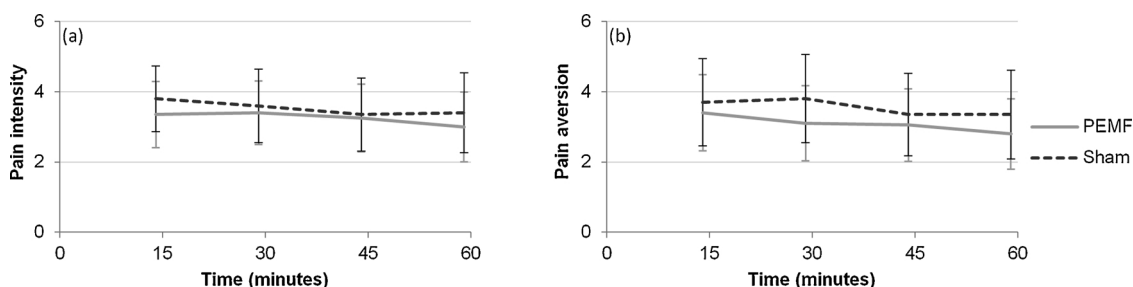 (a)
Pain intensity
6
4
2
0
0 15 30 45 60
Time (minutes)
(b)
Pain aversion
6
4
2
0
0 15 30 45 60
Time (minutes)
PEMF
Sham